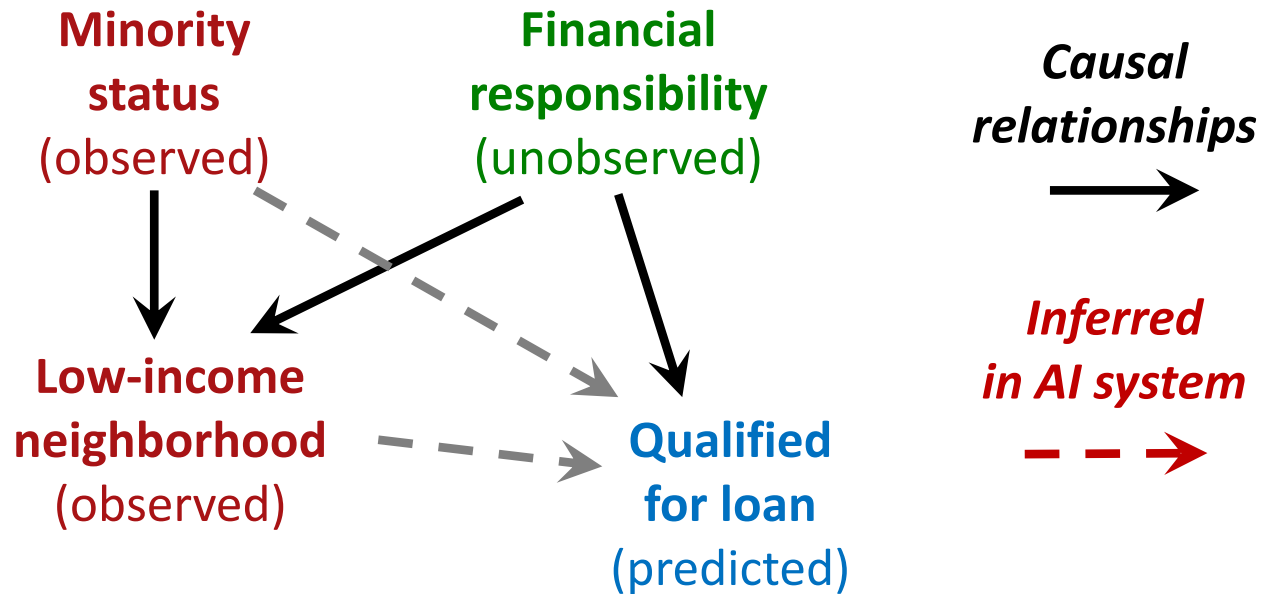 Minority
status
(observed)
Financial
responsibility
(unobserved)
Causal
relationships
Low-income
neighborhood
(observed)
Qualified
for loan
(predicted)
Inferred
in AI system